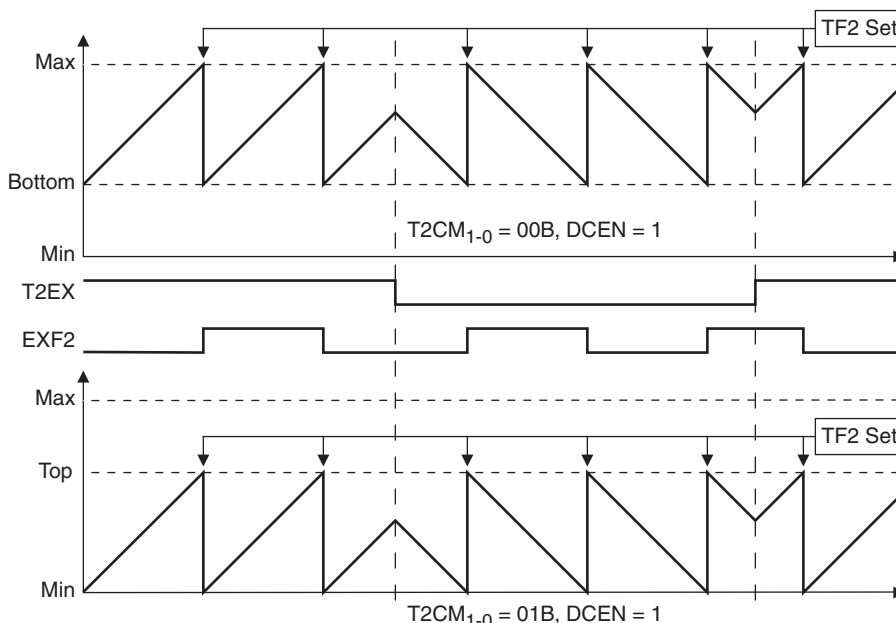 TF2 Set
Max
Bottom
T2CM1-0 = 00B, DCEN = 1
Min
T2EX
EXF2
Max
TF2 Set
Top
Min
T2CM1-0 = 01B, DCEN = 1